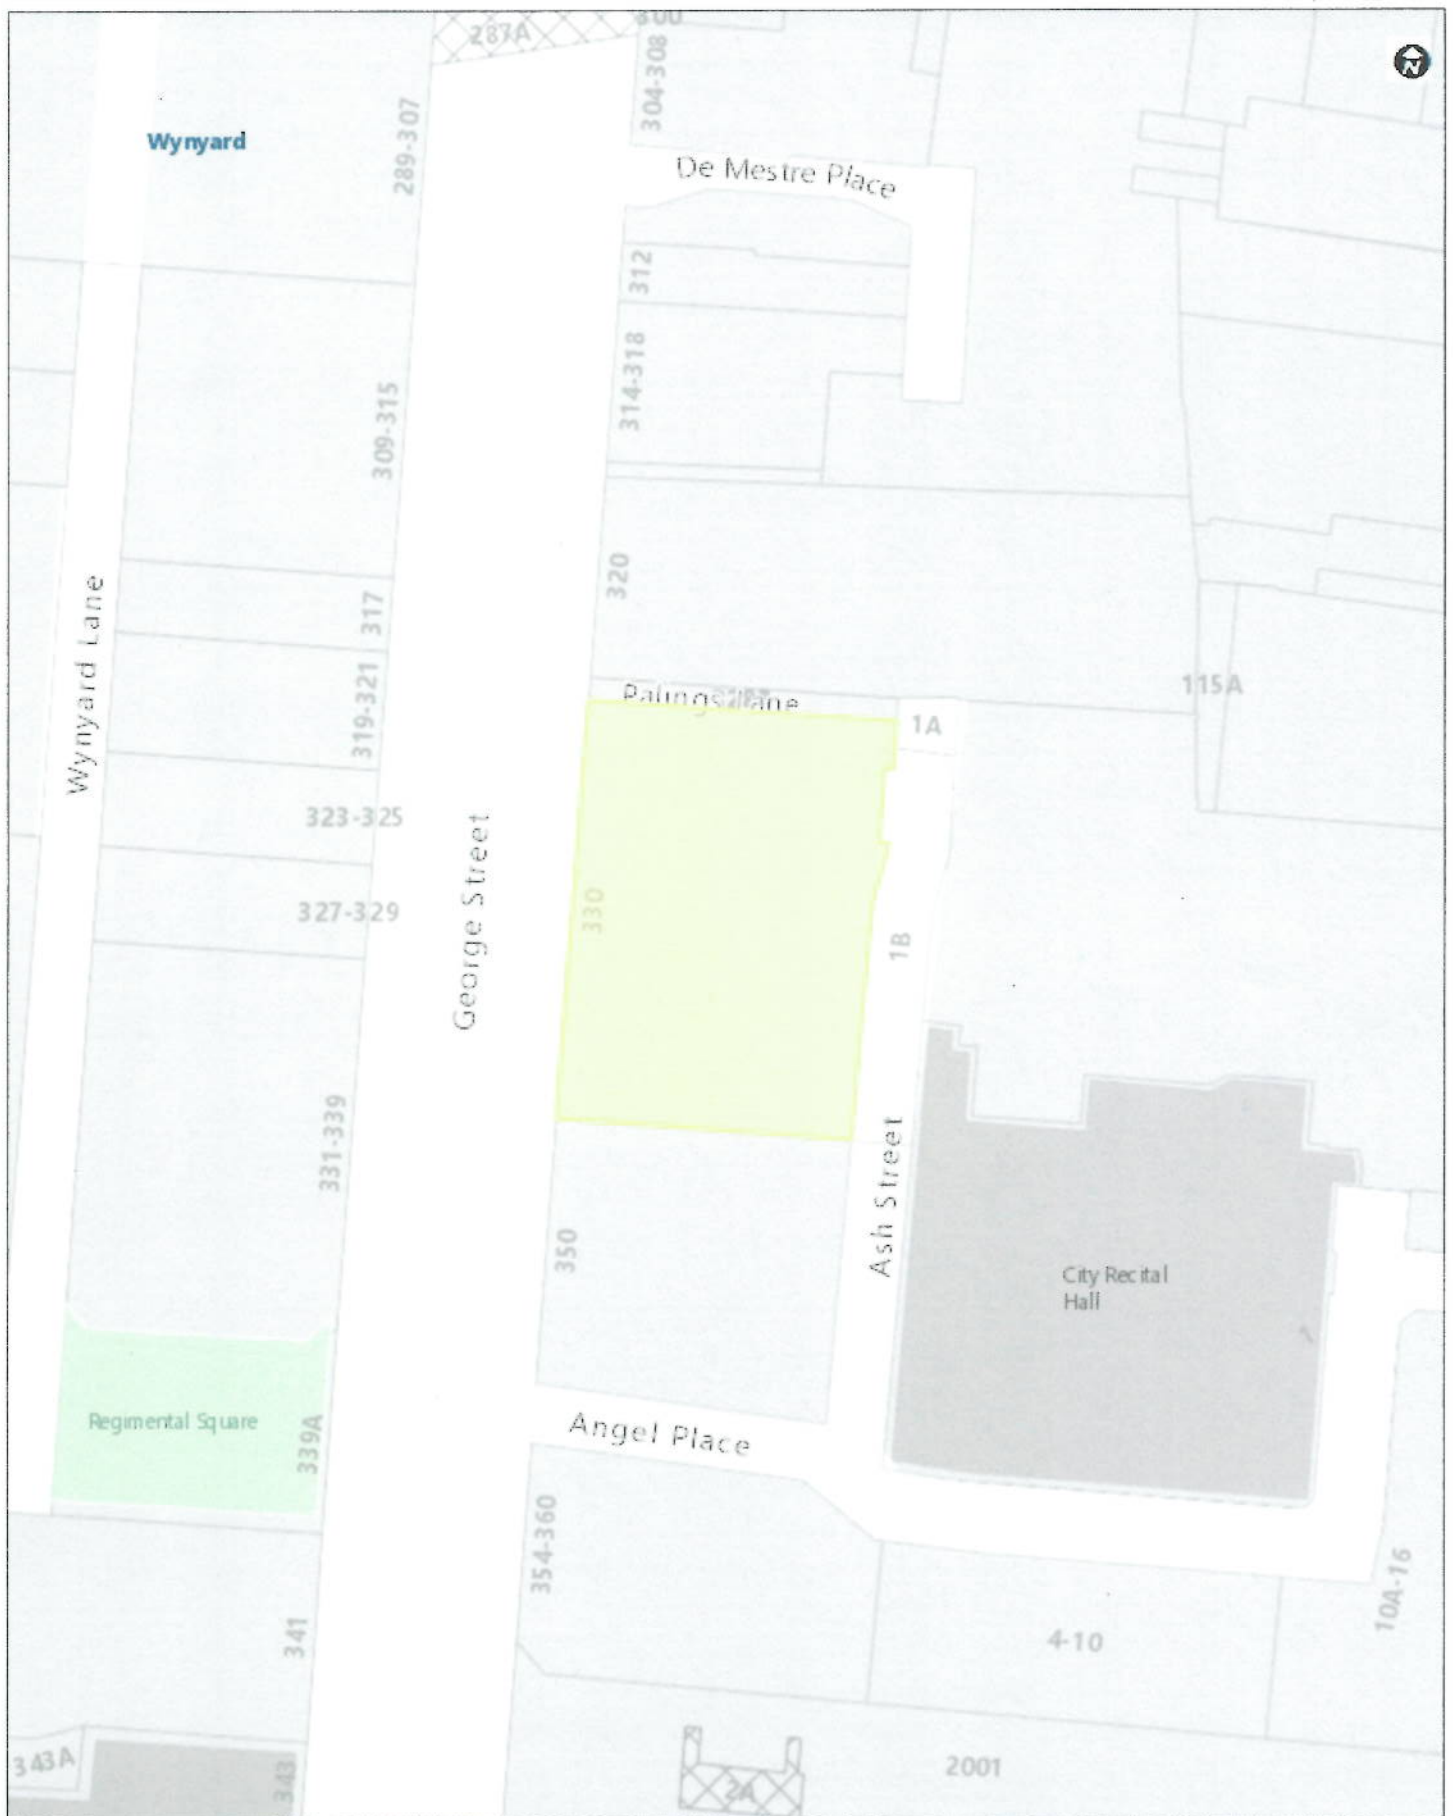 300
287A
304-308
N
289-307
Wynyard
De Mestre Place
312
314-318
309-315
320
317
Wynyard Lane
319-321
Palings Lane
115A
1A
323-325
George Street
330
327-329
1B
331-339
Ash Street
350
City Recital
Hall
Regimental Square
339A
Angel Place
354-360
10A-16
341
4-10
343A
343
2A
2001